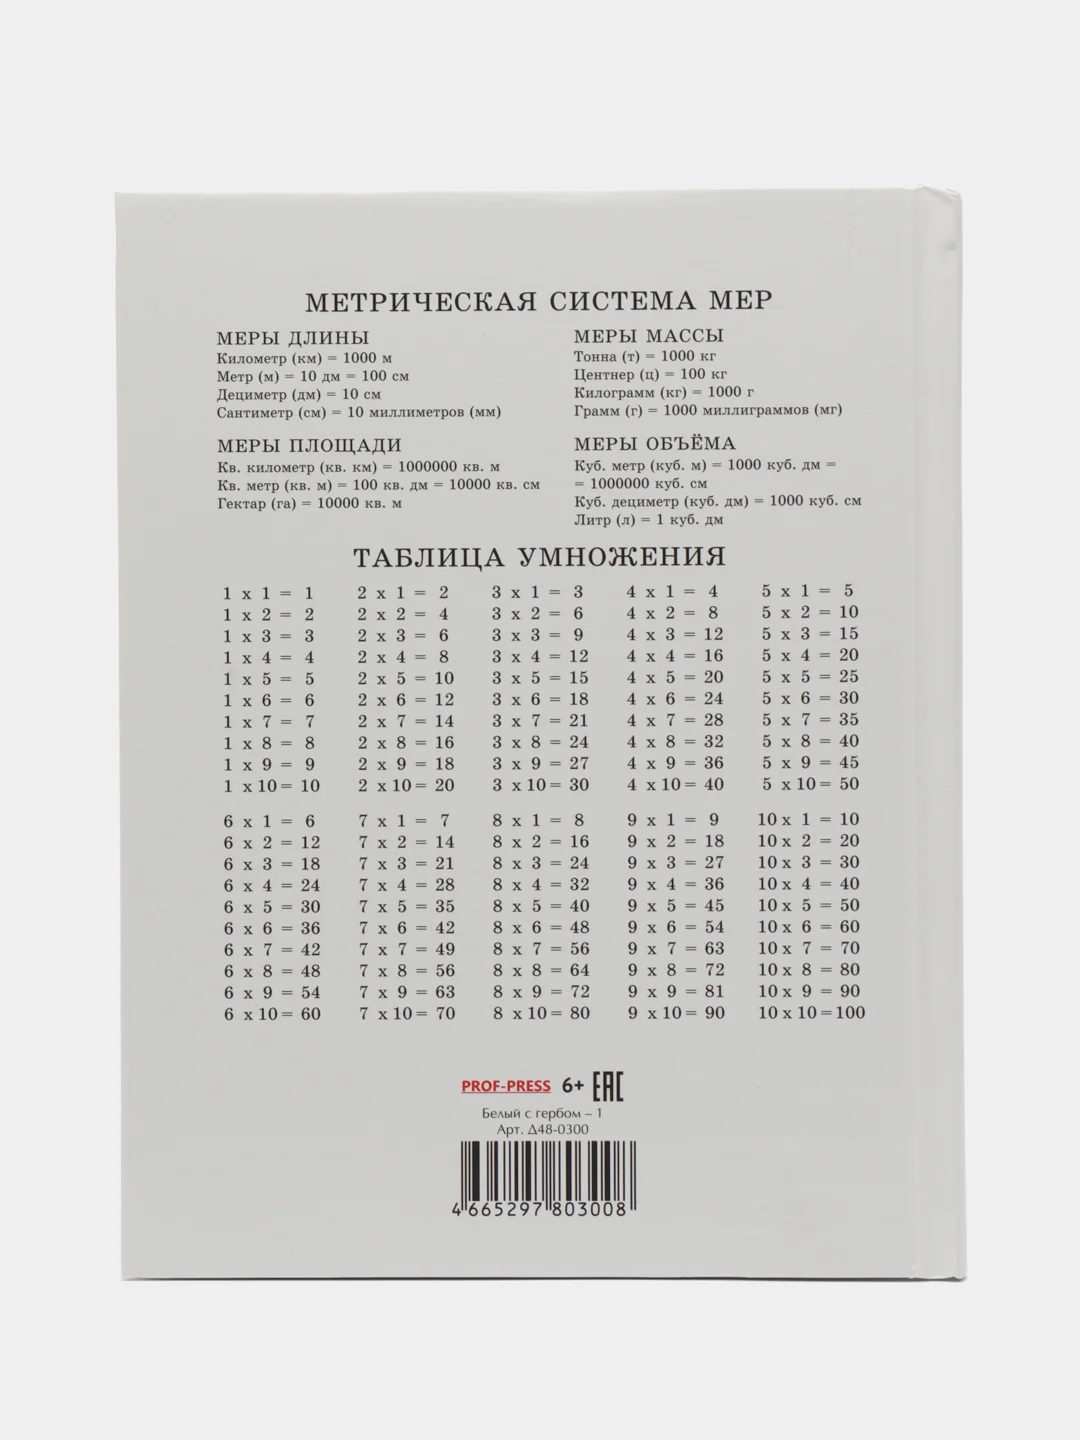 МЕТРИЧЕСКАЯ СИСТЕМА МЕР
МЕРЫ ДЛИНЫ
Километр (км) = 1000 м
Метр (м) = 10 дм = 100 см
Дециметр (дм) = 10 см
Сантиметр (см) = 10 миллиметров (мм)
МЕРЫ ПЛОЩАДИ
Кв. километр (кв. км) = 1000000 кв. м
Кв. метр (кв. м) = 100 кв. дм = 10000 кв. см
Гектар (га) = 10000 кв. м
МЕРЫ МАССЫ
Тонна (т) = 1000 кг
Центнер (ц) = 100 кг
Килограмм (кг) = 1000 г
Грамм (г) = 1000 миллиграммов (мг)
МЕРЫ ОБЪЁМА
Куб. метр (куб. м) = 1000 куб. дм =
= 1000000 куб. см
Куб. дециметр (куб. дм) = 1000 куб. см
Литр (л) = 1 куб. дм
ТАБЛИЦА УМНОЖЕНИЯ
1 x 1 = 1 2 x 1 = 2 3 x 1 = 3 4 x 1 = 4 5 x 1 = 5
1 x 2 = 2 2 x 2 = 4 3 x 2 = 6 4 x 2 = 8 5 x 2 = 10
1 x 3 = 3 2 x 3 = 6 3 x 3 = 9 4 x 3 = 12 5 x 3 = 15
1 x 4 = 4 2 x 4 = 8 3 x 4 = 12 4 x 4 = 16 5 x 4 = 20
1 x 5 = 5 2 x 5 = 10 3 x 5 = 15 4 x 5 = 20 5 x 5 = 25
1 x 6 = 6 2 x 6 = 12 3 x 6 = 18 4 x 6 = 24 5 x 6 = 30
1 x 7 = 7 2 x 7 = 14 3 x 7 = 21 4 x 7 = 28 5 x 7 = 35
1 x 8 = 8 2 x 8 = 16 3 x 8 = 24 4 x 8 = 32 5 x 8 = 40
1 x 9 = 9 2 x 9 = 18 3 x 9 = 27 4 x 9 = 36 5 x 9 = 45
1 x 10 = 10 2 x 10 = 20 3 x 10 = 30 4 x 10 = 40 5 x 10 = 50
6 x 1 = 6 7 x 1 = 7 8 x 1 = 8 9 x 1 = 9 10 x 1 = 10
6 x 2 = 12 7 x 2 = 14 8 x 2 = 16 9 x 2 = 18 10 x 2 = 20
6 x 3 = 18 7 x 3 = 21 8 x 3 = 24 9 x 3 = 27 10 x 3 = 30
6 x 4 = 24 7 x 4 = 28 8 x 4 = 32 9 x 4 = 36 10 x 4 = 40
6 x 5 = 30 7 x 5 = 35 8 x 5 = 40 9 x 5 = 45 10 x 5 = 50
6 x 6 = 36 7 x 6 = 42 8 x 6 = 48 9 x 6 = 54 10 x 6 = 60
6 x 7 = 42 7 x 7 = 49 8 x 7 = 56 9 x 7 = 63 10 x 7 = 70
6 x 8 = 48 7 x 8 = 56 8 x 8 = 64 9 x 8 = 72 10 x 8 = 80
6 x 9 = 54 7 x 9 = 63 8 x 9 = 72 9 x 9 = 81 10 x 9 = 90
6 x 10 = 60 7 x 10 = 70 8 x 10 = 80 9 x 10 = 90 10 x 10 = 100
PROF-PRESS 6+ EAC
Белый с гербом – 1
Арт. Д48-0300
4 665297 803008